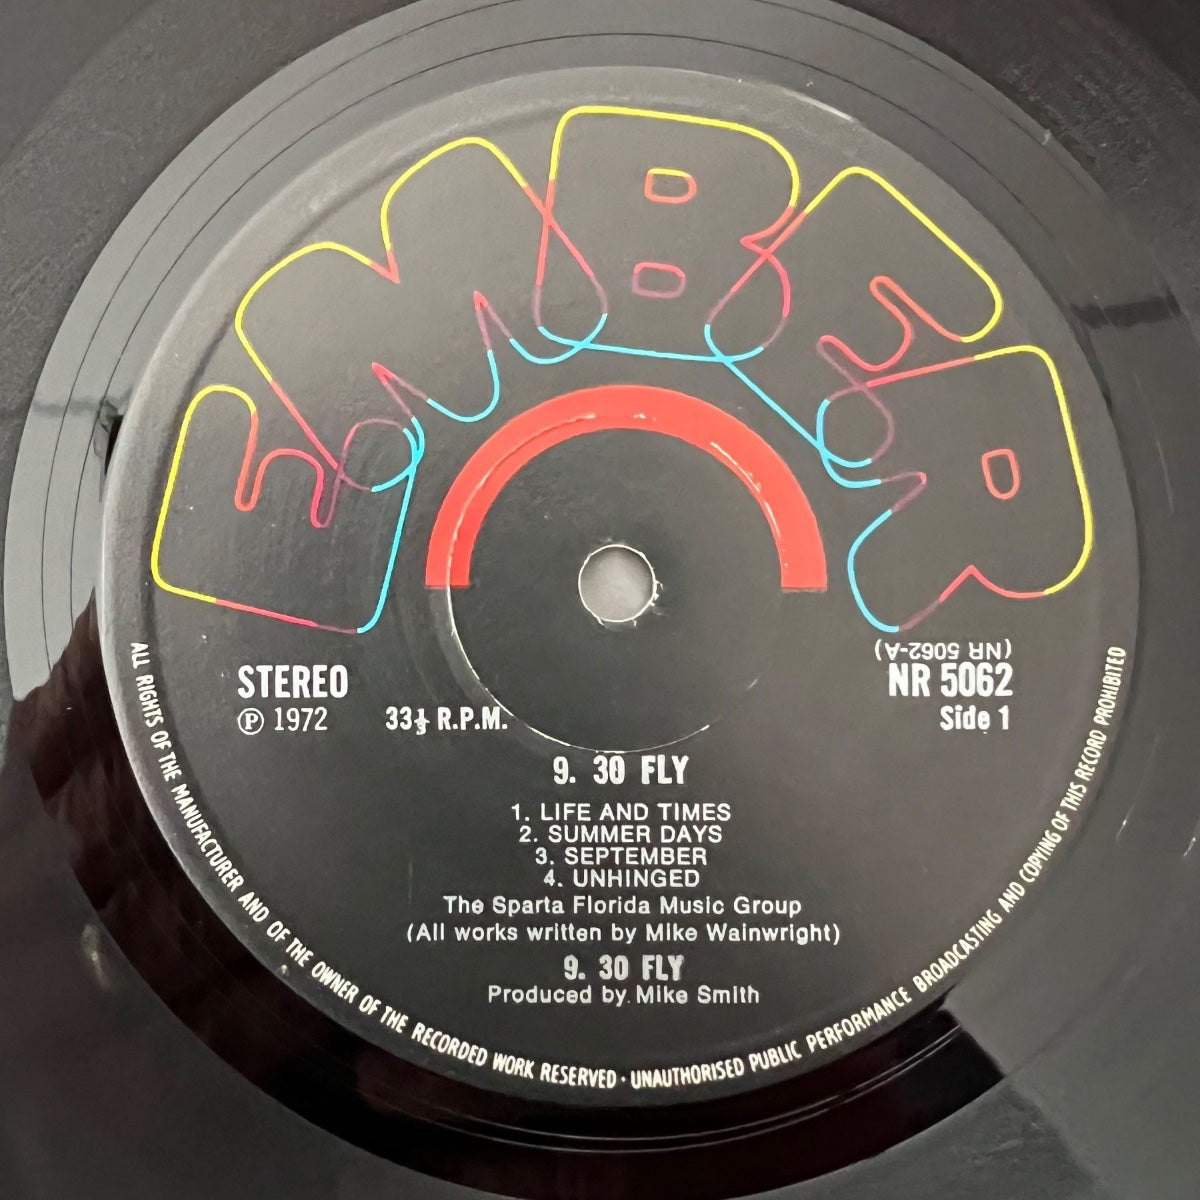 EMBER
(NR 5062-A)
STEREO
NR 5062
℗ 1972
33⅓ R.P.M.
Side 1
9. 30 FLY
1. LIFE AND TIMES
2. SUMMER DAYS
3. SEPTEMBER
4. UNHINGED
The Sparta Florida Music Group
(All works written by Mike Wainwright)
9. 30 FLY
Produced by Mike Smith
ALL RIGHTS OF THE MANUFACTURER AND OF THE OWNER OF THE RECORDED WORK RESERVED · UNAUTHORISED PUBLIC PERFORMANCE BROADCASTING AND COPYING OF THIS RECORD PROHIBITED